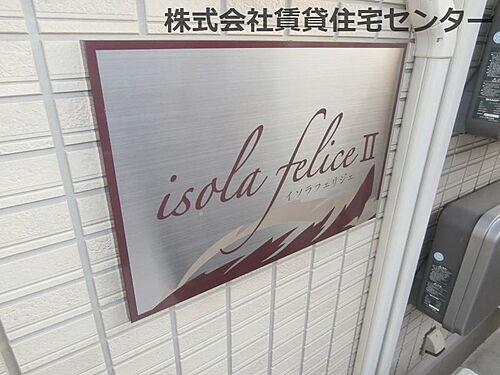 株式会社賃貸住宅センター
isola felice II
イソラフェリジェ